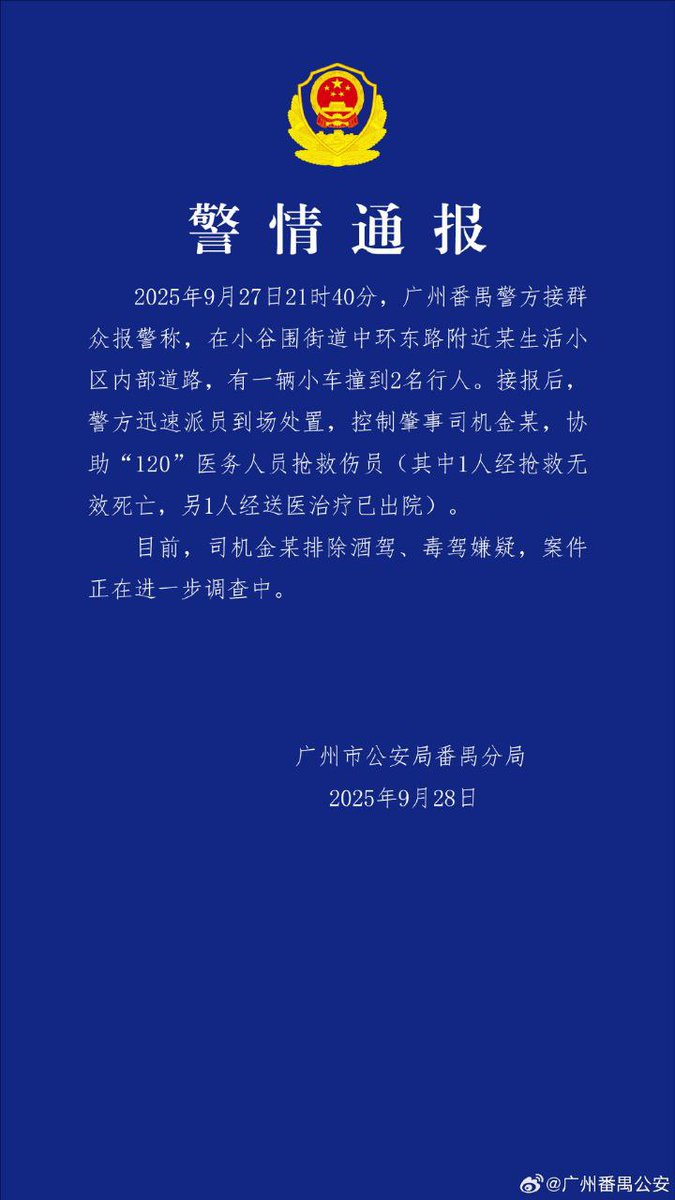 警情通报
2025年9月27日21时40分，广州番禺警方接群
众报警称，在小谷围街道中环东路附近某生活小
区内部道路，有一辆小车撞到2名行人。接报后，
警方迅速派员到场处置，控制肇事司机金某，协
助“120”医务人员抢救伤员（其中1人经抢救无
效死亡，另1人经送医治疗已出院）。
目前，司机金某排除酒驾、毒驾嫌疑，案件
正在进一步调查中。
广州市公安局番禺分局
2025年9月28日
@广州番禺公安